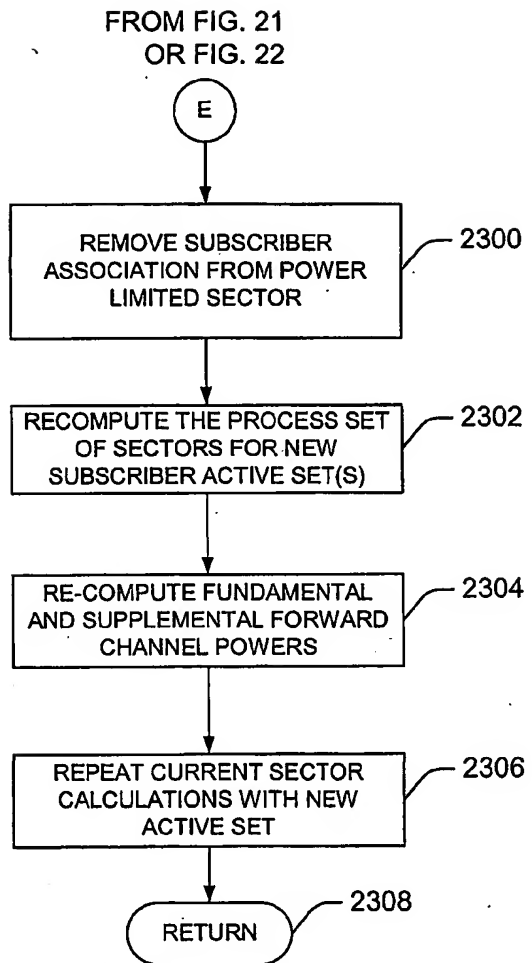 FROM FIG. 21
OR FIG. 22
E
REMOVE SUBSCRIBER
ASSOCIATION FROM POWER
LIMITED SECTOR
2300
RECOMPUTE THE PROCESS SET
OF SECTORS FOR NEW
SUBSCRIBER ACTIVE SET(S)
2302
RE-COMPUTE FUNDAMENTAL
AND SUPPLEMENTAL FORWARD
CHANNEL POWERS
2304
REPEAT CURRENT SECTOR
CALCULATIONS WITH NEW
ACTIVE SET
2306
RETURN
2308